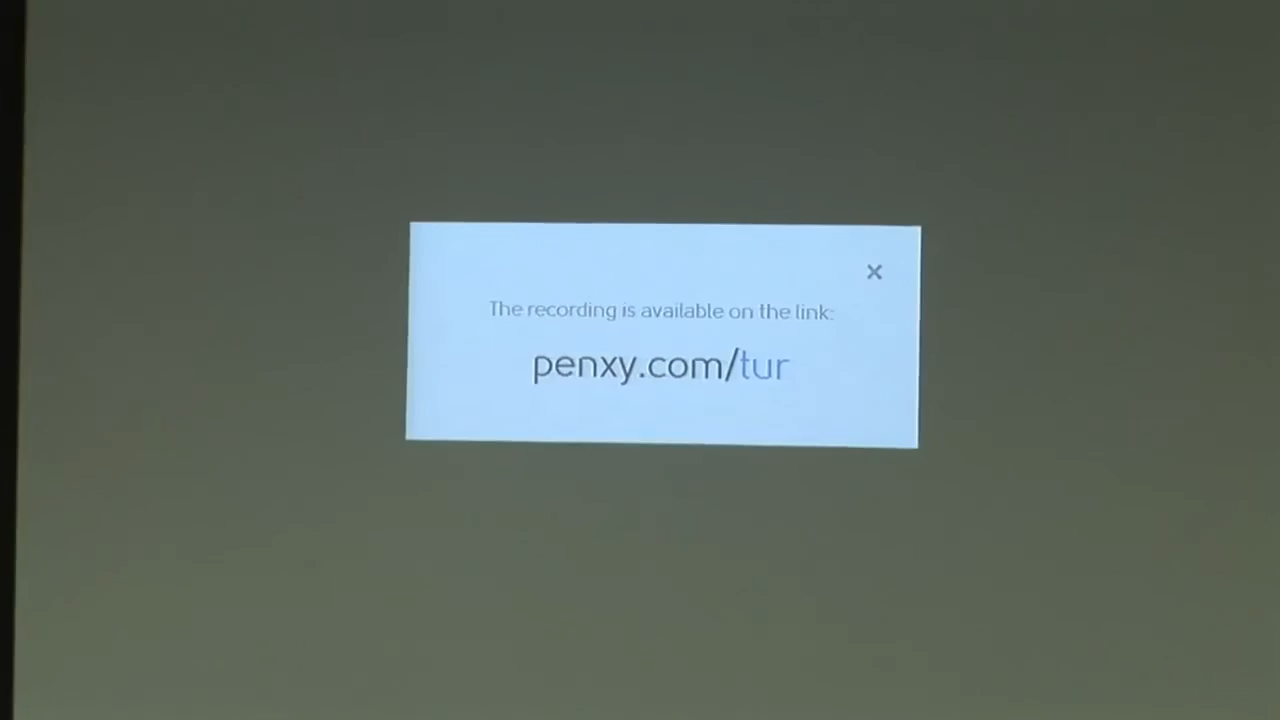 The recording is available on the link:
penxy.com/tur